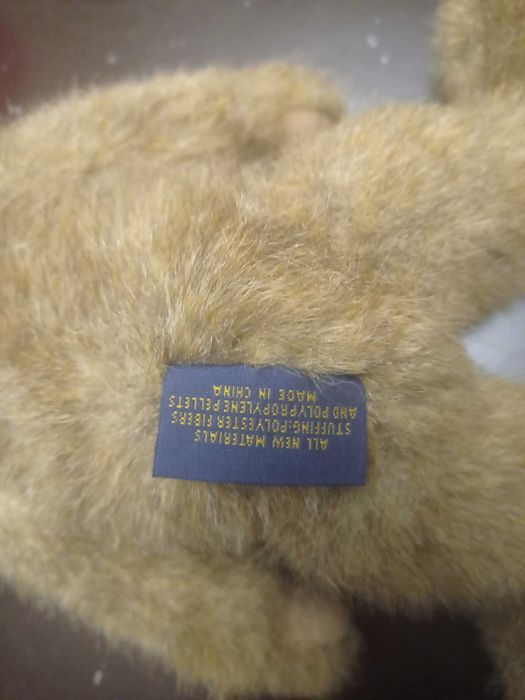 ALL NEW MATERIALS
STUFFING:POLYESTER FIBERS
AND POLYPROPYLENE PELLETS
MADE IN CHINA